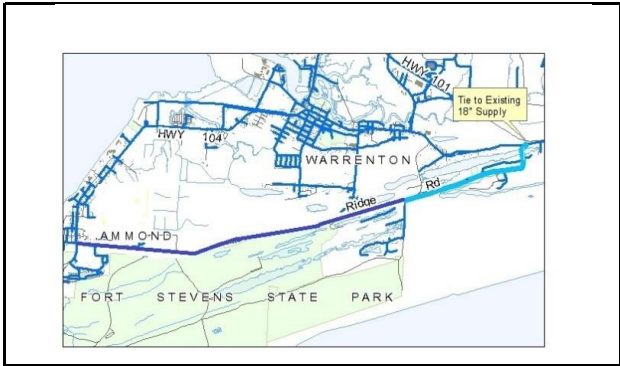 HWY 101
Tie to Existing
18" Supply
HWY 104
WARRENTON
Ridge Rd
AMMOND
FORT STEVENS STATE PARK